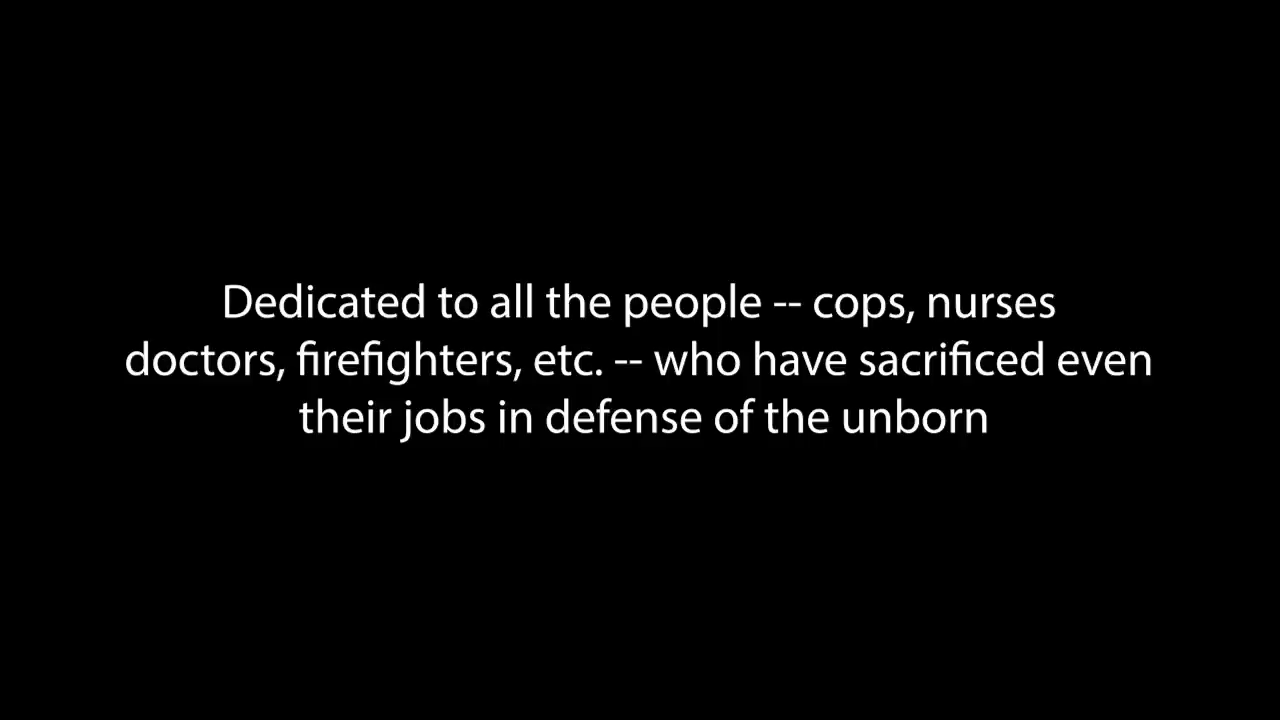 Dedicated to all the people -- cops, nurses
doctors, firefighters, etc. -- who have sacrificed even
their jobs in defense of the unborn